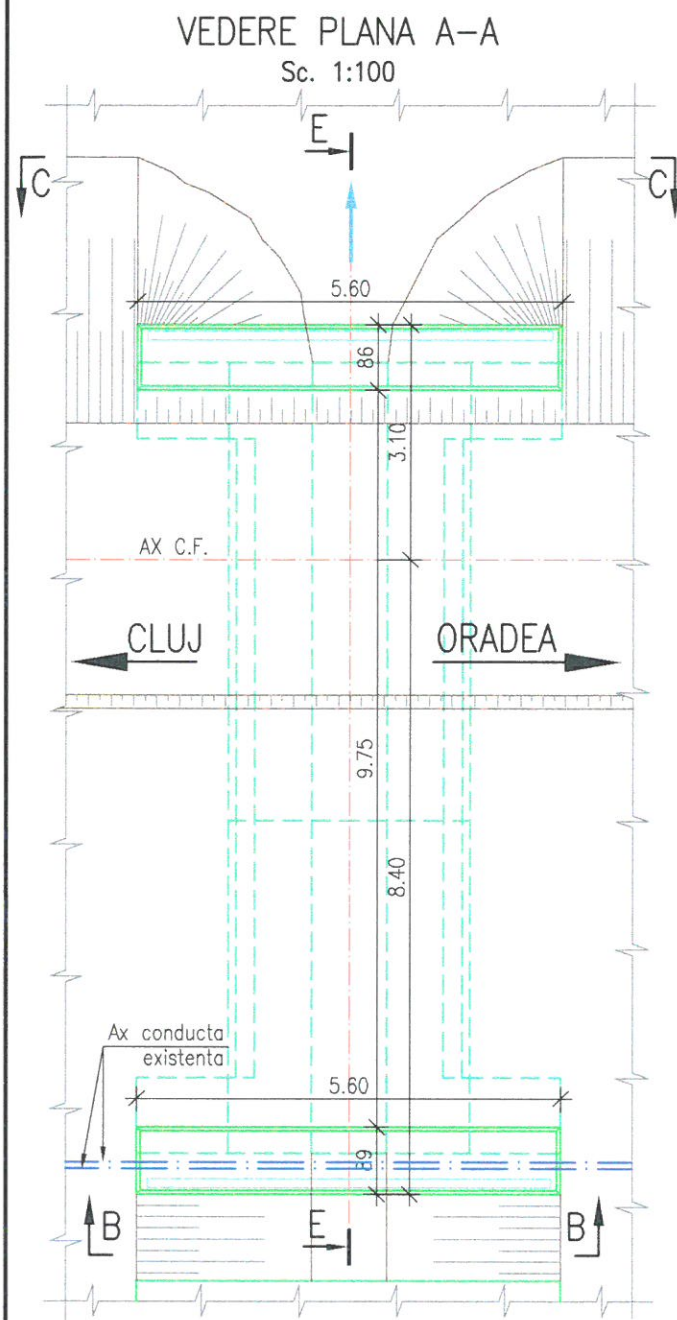 VEDERE PLANA A-A
Sc. 1:100
E
C
C
5.60
86
3.10
AX C.F.
CLUJ
ORADEA
9.75
8.40
Ax conducta
existenta
5.60
89
B
E
B